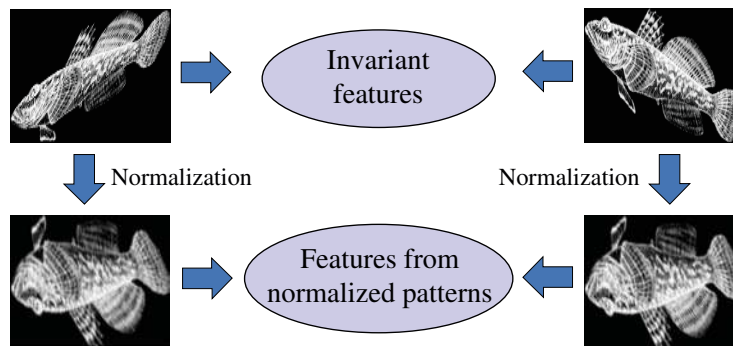 Invariant
features
Normalization
Normalization
Features from
normalized patterns